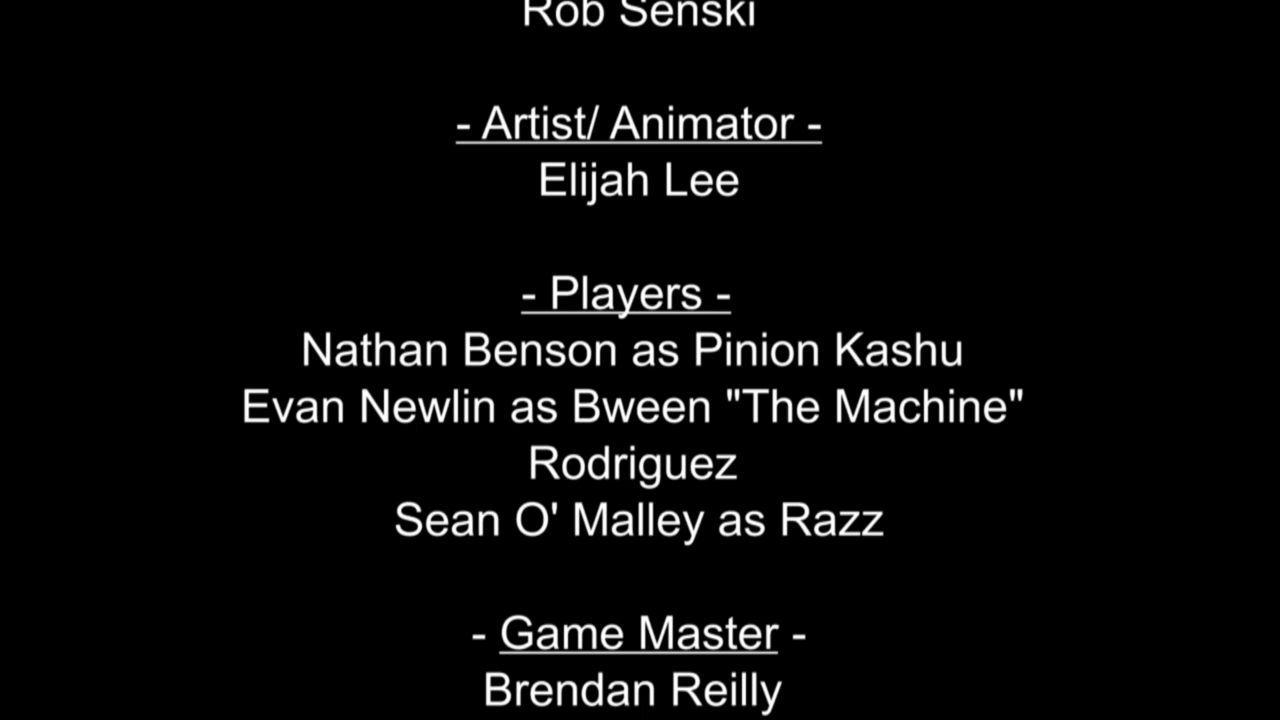 Rob Senski
- Artist/ Animator -
Elijah Lee
- Players -
Nathan Benson as Pinion Kashu
Evan Newlin as Bween "The Machine"
Rodriguez
Sean O' Malley as Razz
- Game Master -
Brendan Reilly